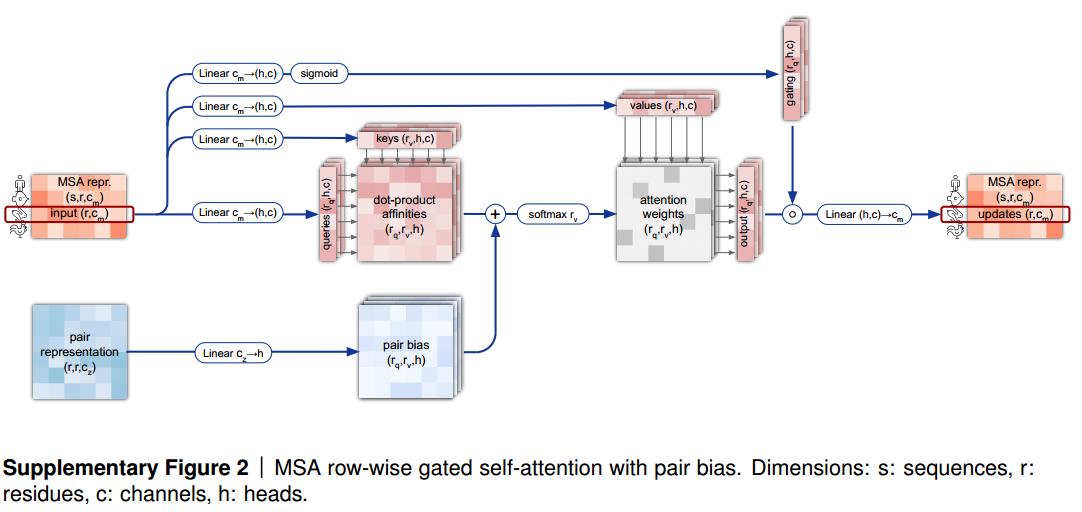 gating (r_q,h,c)
Linear c_m→(h,c)
sigmoid
Linear c_m→(h,c)
values (r_v,h,c)
Linear c_m→(h,c)
keys (r_v,h,c)
MSA repr.
(s,r,c_m)
input (r,c_m)
Linear c_m→(h,c)
queries (r_q,h,c)
dot-product
affinities
(r_q,r_v,h)
+
softmax r_v
attention
weights
(r_q,r_v,h)
output (r_q,h,c)
Linear (h,c)→c_m
MSA repr.
(s,r,c_m)
updates (r,c_m)
pair
representation
(r,r,c_z)
Linear c_z→h
pair bias
(r_q,r_v,h)
Supplementary Figure 2 | MSA row-wise gated self-attention with pair bias. Dimensions: s: sequences, r:
residues, c: channels, h: heads.